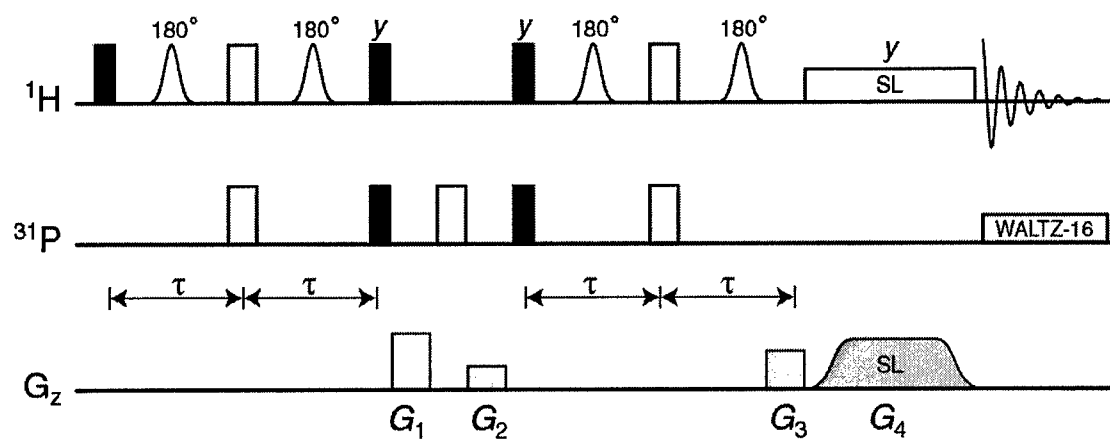 180° 180° y y 180° 180° y
¹H SL
³¹P WALTZ-16
τ τ τ τ
G_z SL
G₁ G₂ G₃ G₄